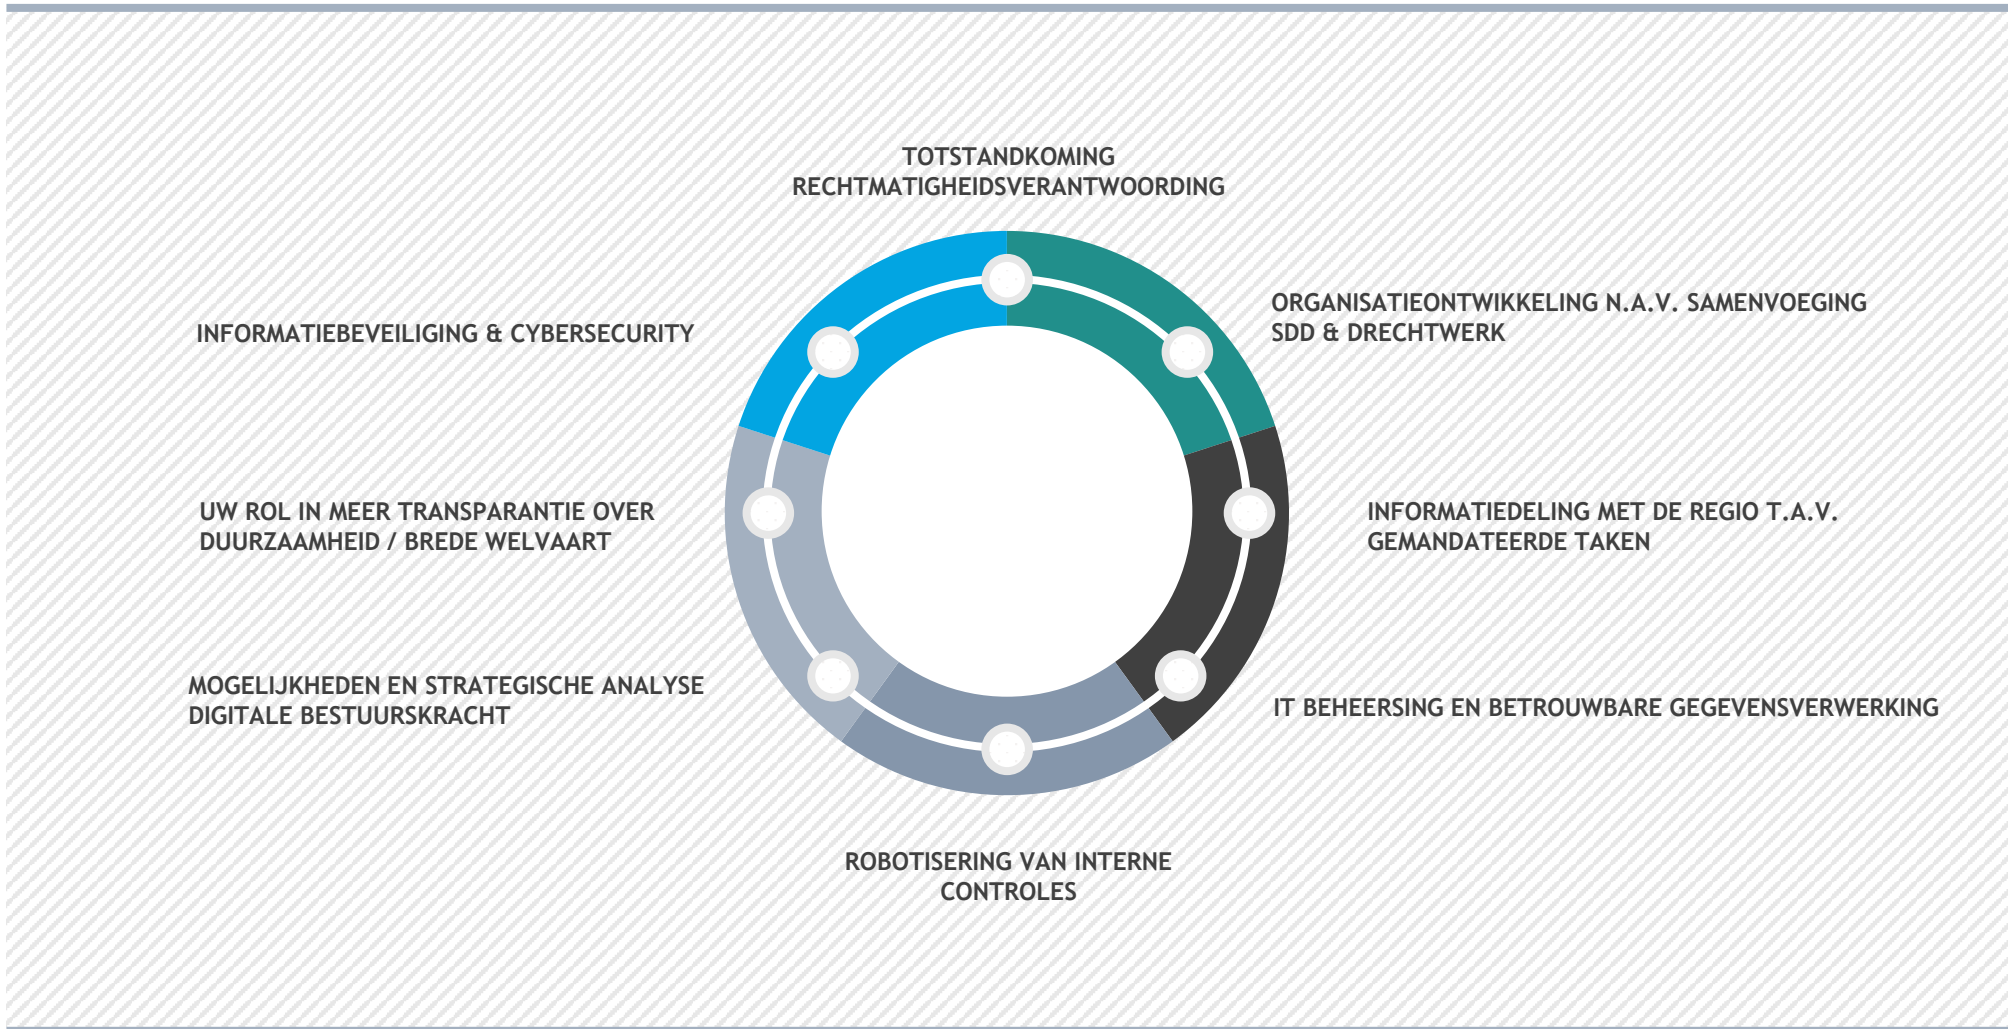 TOTSTANDKOMING
RECHTMATIGHEIDSVERANTWOORDING
ORGANISATIEONTWIKKELING N.A.V. SAMENVOEGING
SDD & DRECHTWERK
INFORMATIEBEVEILIGING & CYBERSECURITY
UW ROL IN MEER TRANSPARANTIE OVER
DUURZAAMHEID / BREDE WELVAART
INFORMATIEDELING MET DE REGIO T.A.V.
GEMANDATEERDE TAKEN
MOGELIJKHEDEN EN STRATEGISCHE ANALYSE
DIGITALE BESTUURSKRACHT
IT BEHEERSING EN BETROUWBARE GEGEVENSVERWERKING
ROBOTISERING VAN INTERNE
CONTROLES